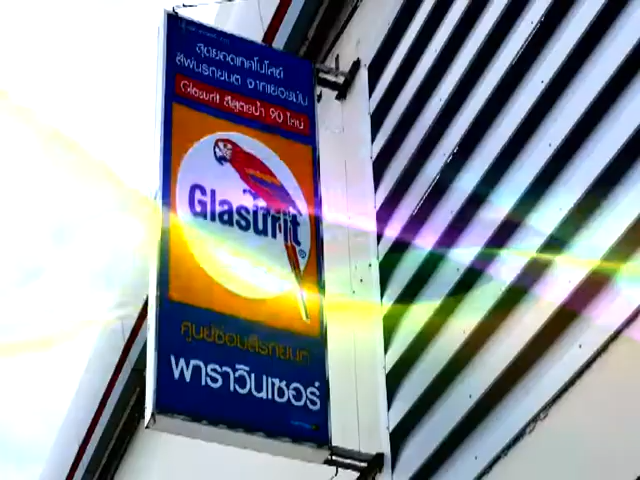 สุดยอดเทคโนโลยี
สีพ่นรถยนต์ จากเยอรมัน
Glasurit สีสูตรน้ำ 90 ไลน์
Glasurit
ศูนย์ซ่อมสีรถยนต์
พาราวินเซอร์